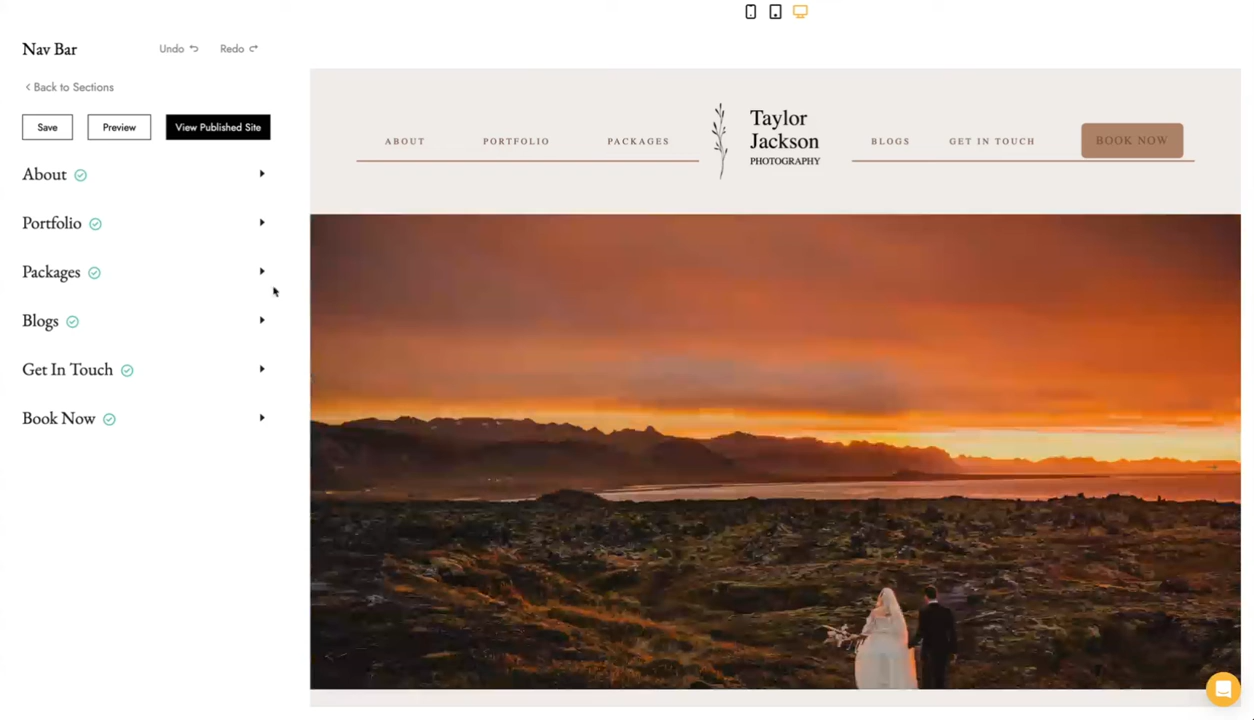 Nav Bar
Undo
Redo
Back to Sections
Save
Preview
View Published Site
About
Portfolio
Packages
Blogs
Get In Touch
Book Now
ABOUT
PORTFOLIO
PACKAGES
Taylor
Jackson
PHOTOGRAPHY
BLOGS
GET IN TOUCH
BOOK NOW